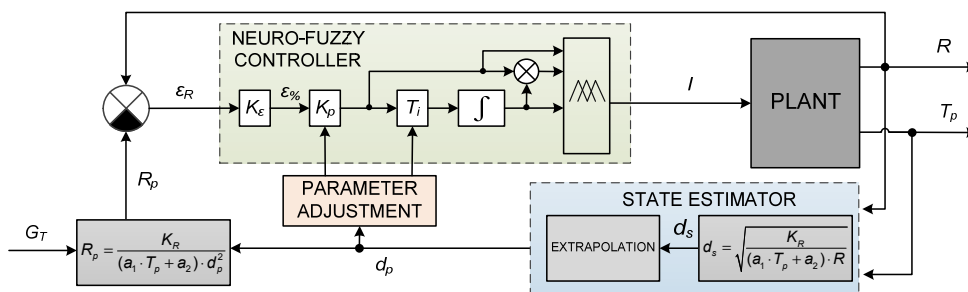 NEURO-FUZZY
CONTROLLER
ε_R
K_ε
ε_%
K_p
T_i
∫
I
PLANT
R
T_p
R_p
PARAMETER
ADJUSTMENT
STATE ESTIMATOR
G_T
R_p = K_R / ((a_1 · T_p + a_2) · d_p^2)
d_p
EXTRAPOLATION
d_s
d_s = √(K_R / ((a_1 · T_p + a_2) · R))